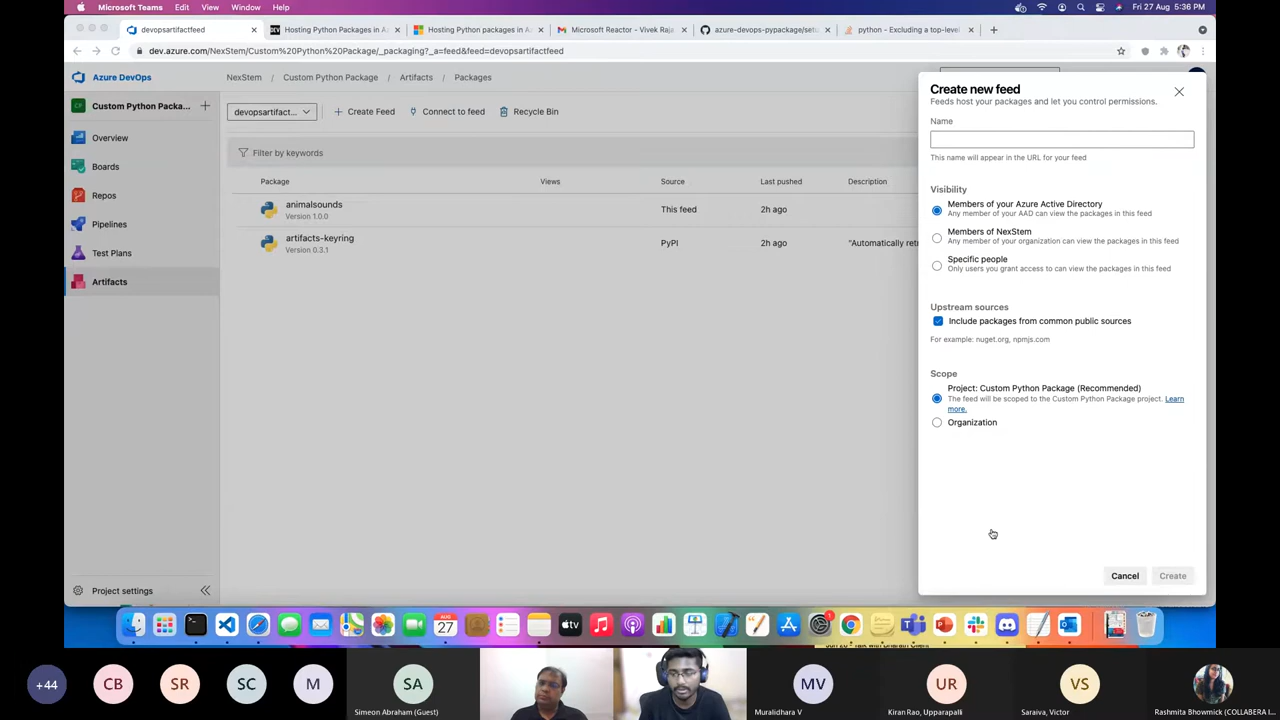 Microsoft Teams Edit View Window Help
Fri 27 Aug 5:36 PM
devopsartifactfeed
Hosting Python Packages in A
Hosting Python packages in A
Microsoft Reactor - Vivek Raja
azure-devops-pypackage/setu
python - Excluding a top-level
dev.azure.com/NexStem/Custom%20Python%20Package/_packaging?_a=feed&feed=devopsartifactfeed
Azure DevOps
NexStem / Custom Python Package / Artifacts / Packages
Custom Python Packa...
Overview
Boards
Repos
Pipelines
Test Plans
Artifacts
Project settings
devopsartifact...
Create Feed
Connect to feed
Recycle Bin
Filter by keywords
Package Views Source Last pushed Description
animalsounds
Version 1.0.0
This feed 2h ago
artifacts-keyring
Version 0.3.1
PyPI 2h ago "Automatically ret
Create new feed
Feeds host your packages and let you control permissions.
Name
This name will appear in the URL for your feed
Visibility
Members of your Azure Active Directory
Any member of your AAD can view the packages in this feed
Members of NexStem
Any member of your organization can view the packages in this feed
Specific people
Only users you grant access to can view the packages in this feed
Upstream sources
Include packages from common public sources
For example: nuget.org, npmjs.com
Scope
Project: Custom Python Package (Recommended)
The feed will be scoped to the Custom Python Package project. Learn
more.
Organization
Cancel
Create
27
tv
+44
CB
SR
SC
M
SA
MV
UR
VS
Simeon Abraham (Guest)
Muralidhara V
Kiran Rao, Upparapalli
Saraiva, Victor
Rashmita Bhowmick (COLLABERA I